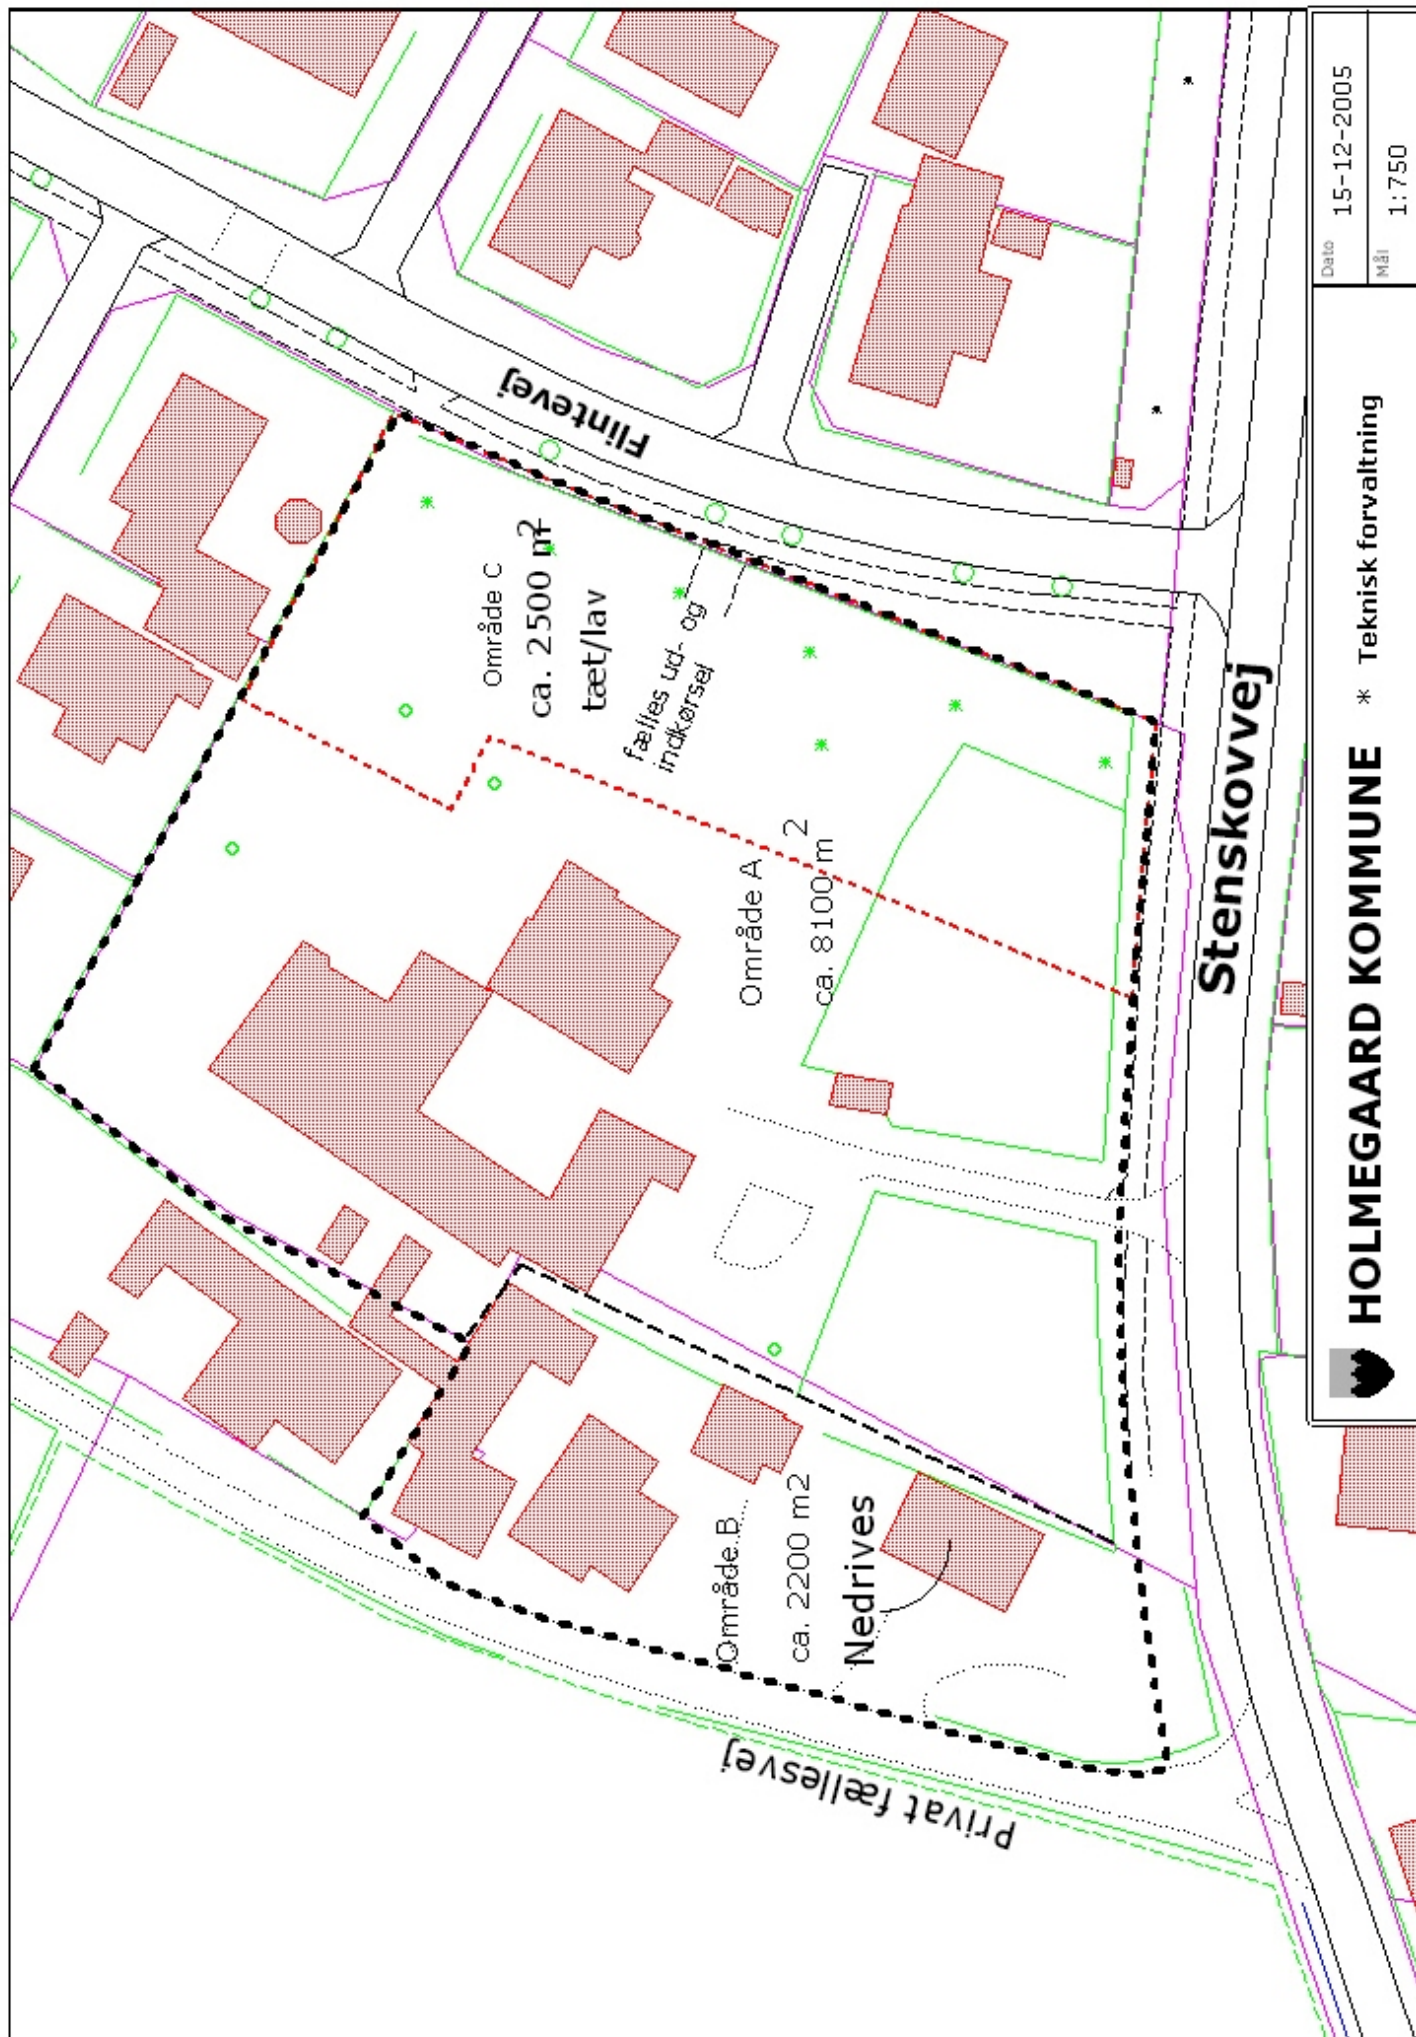 Flintevej
Område C
ca. 2500 m2
tæt/lav
fælles ud- og
indkørsel
Område A
ca. 8100 m2
Område B
ca. 2200 m2
Nedrives
Privat fællesvej
Stenskovvej
HOLMEGAARD KOMMUNE * Teknisk forvaltning
Dato
15-12-2005
Mål
1:750